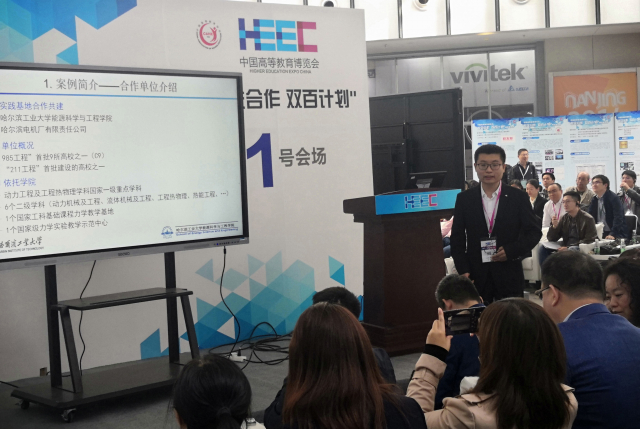 HEEC
中国高等教育博览会
HIGHER EDUCATION EXPO CHINA
合作 双百计划"
1号会场
1. 案例简介——合作单位介绍
实践基地合作共建
哈尔滨工业大学能源科学与工程学院
哈尔滨电机厂有限责任公司
单位概况
985工程"首批9所高校之一（C9）
"211工程"首批建设的高校之一
依托学院
动力工程及工程热物理学科国家一级重点学科
6个二级学科（动力机械及工程、流体机械及工程、工程热物理、热能工程、…）
1个国家工科基础课程力学教学基地
1个国家级力学实验教学示范中心
HEEC
vivitek
NANJING